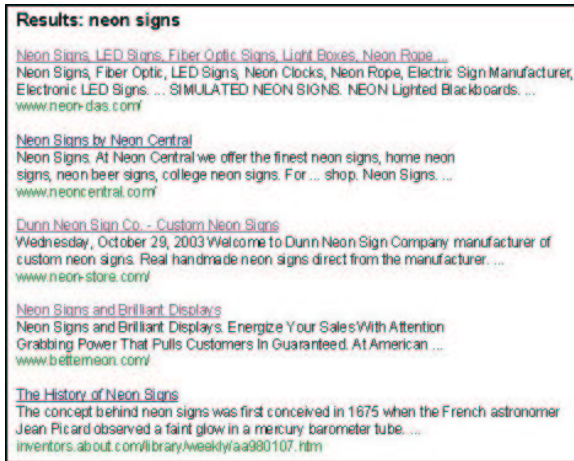 Results: neon signs
Neon Signs, LED Signs, Fiber Optic Signs, Light Boxes, Neon Rope ...
Neon Signs, Fiber Optic, LED Signs, Neon Clocks, Neon Rope, Electric Sign Manufacturer,
Electronic LED Signs. ... SIMULATED NEON SIGNS. NEON Lighted Blackboards. ...
www.neon-das.com/
Neon Signs by Neon Central
Neon Signs. At Neon Central we offer the finest neon signs, home neon
signs, neon beer signs, college neon signs. For ... shop. Neon Signs. ...
www.neoncentral.com/
Dunn Neon Sign Co. - Custom Neon Signs
Wednesday, October 29, 2003 Welcome to Dunn Neon Sign Company manufacturer of
custom neon signs. Real handmade neon signs direct from the manufacturer. ...
www.neon-store.com/
Neon Signs and Brilliant Displays
Neon Signs and Brilliant Displays. Energize Your Sales With Attention
Grabbing Power That Pulls Customers In Guaranteed. At American ...
www.betterneon.com/
The History of Neon Signs
The concept behind neon signs was first conceived in 1675 when the French astronomer
Jean Picard observed a faint glow in a mercury barometer tube. ...
inventors.about.com/library/weekly/aa980107.htm